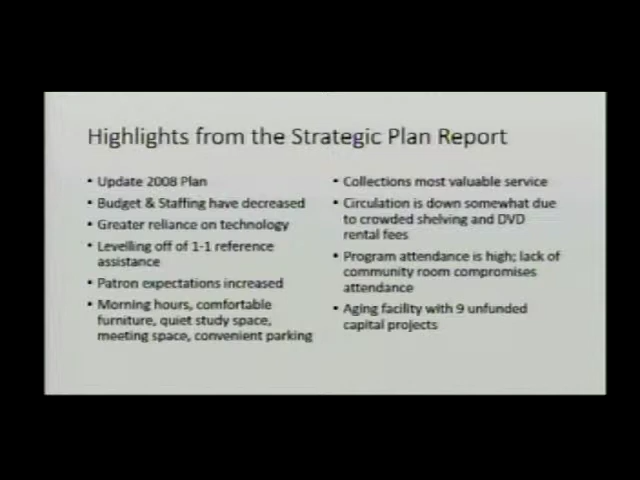 Highlights from the Strategic Plan Report
• Update 2008 Plan
• Budget & Staffing have decreased
• Greater reliance on technology
• Levelling off of 1-1 reference
assistance
• Patron expectations increased
• Morning hours, comfortable
furniture, quiet study space,
meeting space, convenient parking
• Collections most valuable service
• Circulation is down somewhat due
to crowded shelving and DVD
rental fees
• Program attendance is high; lack of
community room compromises
attendance
• Aging facility with 9 unfunded
capital projects